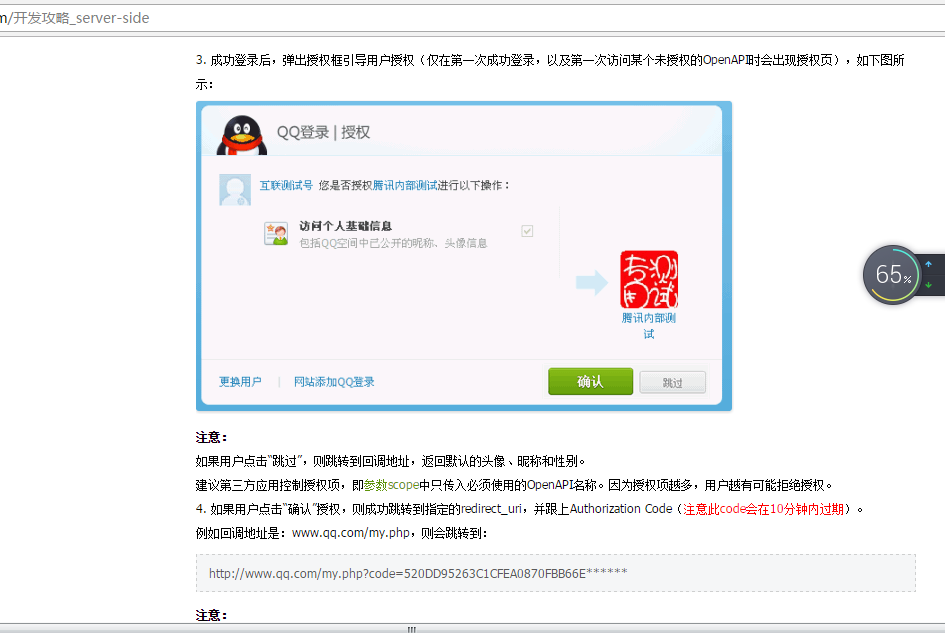 m/开发攻略_server-side
3. 成功登录后，弹出授权框引导用户授权（仅在第一次成功登录，以及第一次访问某个未授权的OpenAPI时会出现授权页），如下图所
示：
QQ登录 | 授权
互联测试号 您是否授权腾讯内部测试进行以下操作：
访问个人基础信息
包括QQ空间中已公开的昵称、头像信息
65%
腾讯内部测
试
更换用户 | 网站添加QQ登录
确认
跳过
注意：
如果用户点击“跳过”，则跳转到回调地址，返回默认的头像、昵称和性别。
建议第三方应用控制授权项，即参数scope中只传入必须使用的OpenAPI名称。因为授权项越多，用户越有可能拒绝授权。
4. 如果用户点击“确认”授权，则成功跳转到指定的redirect_uri，并跟上Authorization Code（注意此code会在10分钟内过期）。
例如回调地址是：www.qq.com/my.php，则会跳转到：
http://www.qq.com/my.php?code=520DD95263C1CFEA0870FBB66E******
注意：